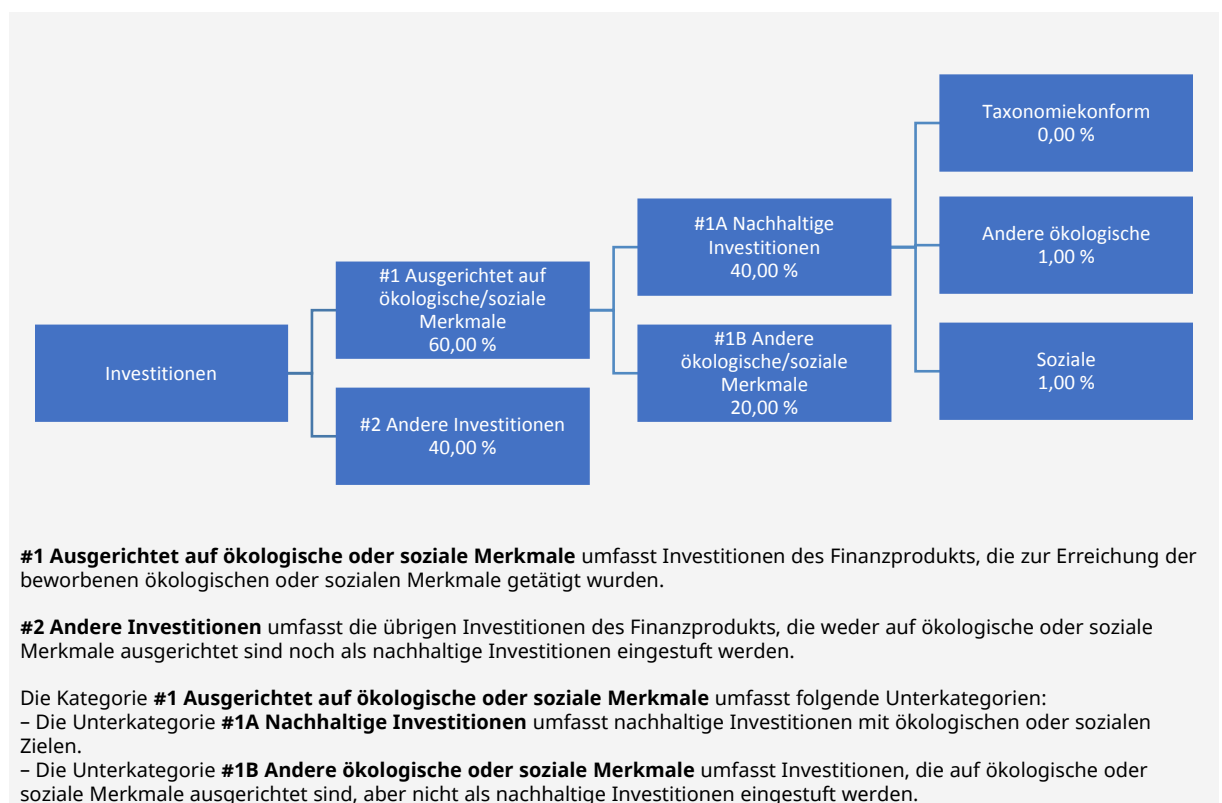 Investitionen
#1 Ausgerichtet auf
ökologische/soziale
Merkmale
60,00 %
#2 Andere Investitionen
40,00 %
#1A Nachhaltige
Investitionen
40,00 %
#1B Andere
ökologische/soziale
Merkmale
20,00 %
Taxonomiekonform
0,00 %
Andere ökologische
1,00 %
Soziale
1,00 %
#1 Ausgerichtet auf ökologische oder soziale Merkmale umfasst Investitionen des Finanzprodukts, die zur Erreichung der
beworbenen ökologischen oder sozialen Merkmale getätigt wurden.
#2 Andere Investitionen umfasst die übrigen Investitionen des Finanzprodukts, die weder auf ökologische oder soziale
Merkmale ausgerichtet sind noch als nachhaltige Investitionen eingestuft werden.
Die Kategorie #1 Ausgerichtet auf ökologische oder soziale Merkmale umfasst folgende Unterkategorien:
– Die Unterkategorie #1A Nachhaltige Investitionen umfasst nachhaltige Investitionen mit ökologischen oder sozialen
Zielen.
– Die Unterkategorie #1B Andere ökologische oder soziale Merkmale umfasst Investitionen, die auf ökologische oder
soziale Merkmale ausgerichtet sind, aber nicht als nachhaltige Investitionen eingestuft werden.